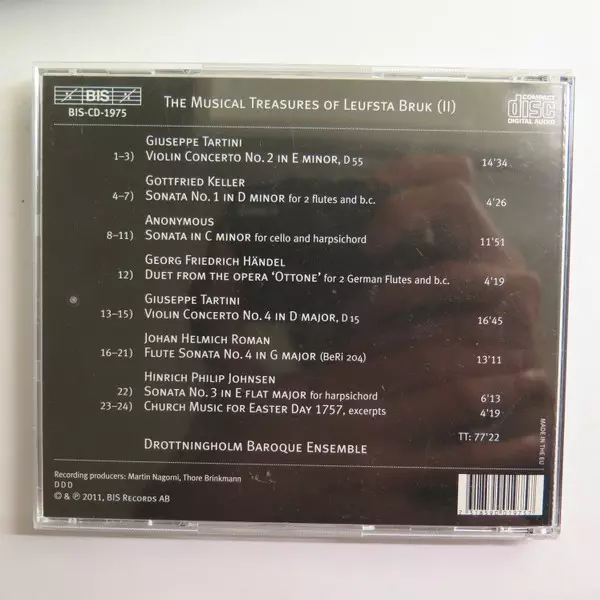 BIS
BIS-CD-1975
THE MUSICAL TREASURES OF LEUFSTA BRUK (II)
COMPACT
disc
DIGITAL AUDIO
GIUSEPPE TARTINI
1–3) VIOLIN CONCERTO NO. 2 IN E MINOR, D 55 14'34
GOTTFRIED KELLER
4–7) SONATA NO. 1 IN D MINOR for 2 flutes and b.c. 4'26
ANONYMOUS
8–11) SONATA IN C MINOR for cello and harpsichord 11'51
GEORG FRIEDRICH HÄNDEL
12) DUET FROM THE OPERA ‘OTTONE’ for 2 German Flutes and b.c. 4'19
GIUSEPPE TARTINI
13–15) VIOLIN CONCERTO NO. 4 IN D MAJOR, D 15 16'45
JOHAN HELMICH ROMAN
16–21) FLUTE SONATA NO. 4 IN G MAJOR (BeRI 204) 13'11
HINRICH PHILIP JOHNSEN
22) SONATA NO. 3 IN E FLAT MAJOR for harpsichord 6'13
23–24) CHURCH MUSIC FOR EASTER DAY 1757, excerpts 4'19
TT: 77'22
DROTTNINGHOLM BAROQUE ENSEMBLE
MADE IN THE EU
Recording producers: Martin Nagorni, Thore Brinkmann
D D D
© & ℗ 2011, BIS RECORDS AB